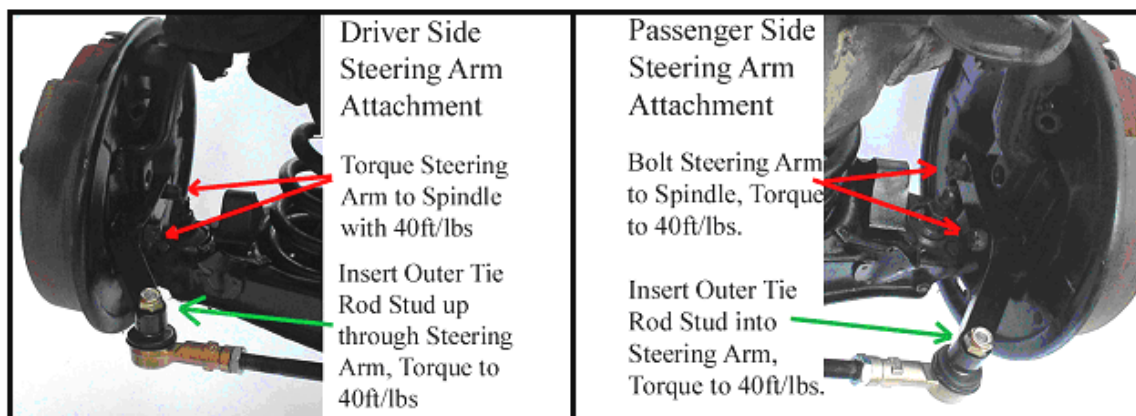 Driver Side
Steering Arm
Attachment
Torque Steering
Arm to Spindle
with 40ft/lbs
Insert Outer Tie
Rod Stud up
through Steering
Arm, Torque to
40ft/lbs
Passenger Side
Steering Arm
Attachment
Bolt Steering Arm
to Spindle, Torque
to 40ft/lbs.
Insert Outer Tie
Rod Stud into
Steering Arm,
Torque to 40ft/lbs.